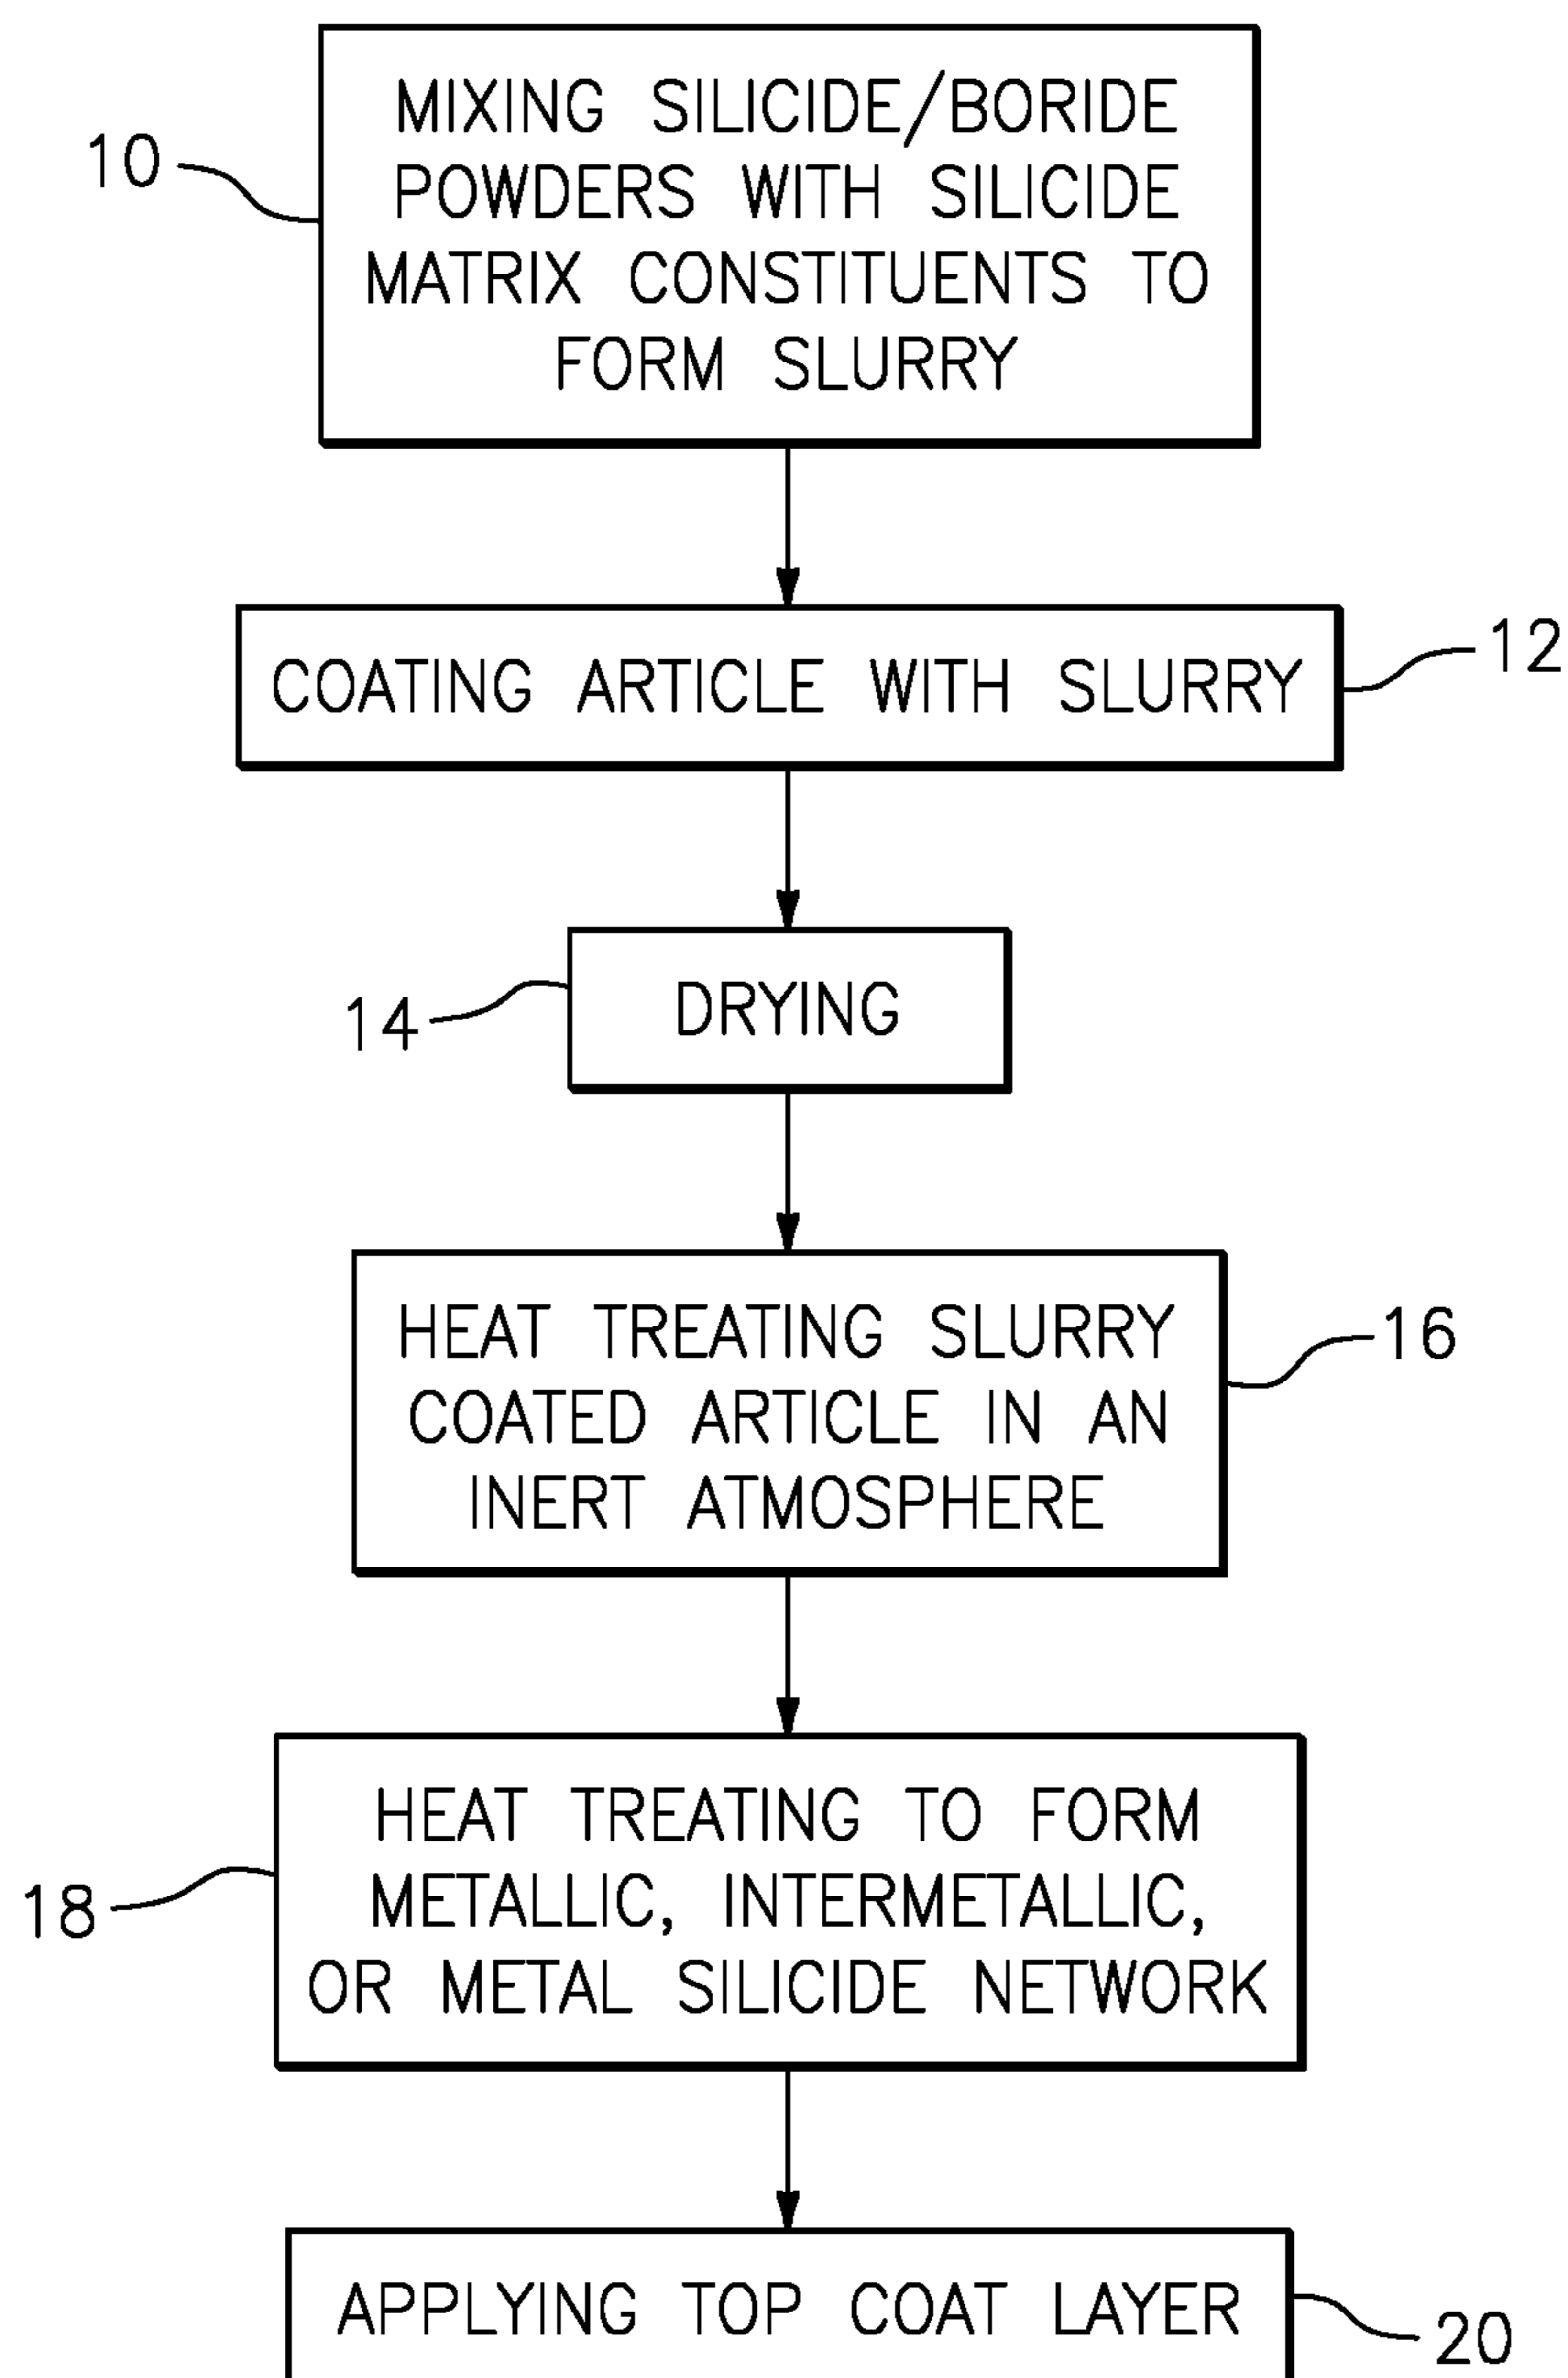 10
MIXING SILICIDE/BORIDE
POWDERS WITH SILICIDE
MATRIX CONSTITUENTS TO
FORM SLURRY
COATING ARTICLE WITH SLURRY
12
14
DRYING
HEAT TREATING SLURRY
COATED ARTICLE IN AN
INERT ATMOSPHERE
16
18
HEAT TREATING TO FORM
METALLIC, INTERMETALLIC,
OR METAL SILICIDE NETWORK
APPLYING TOP COAT LAYER
20